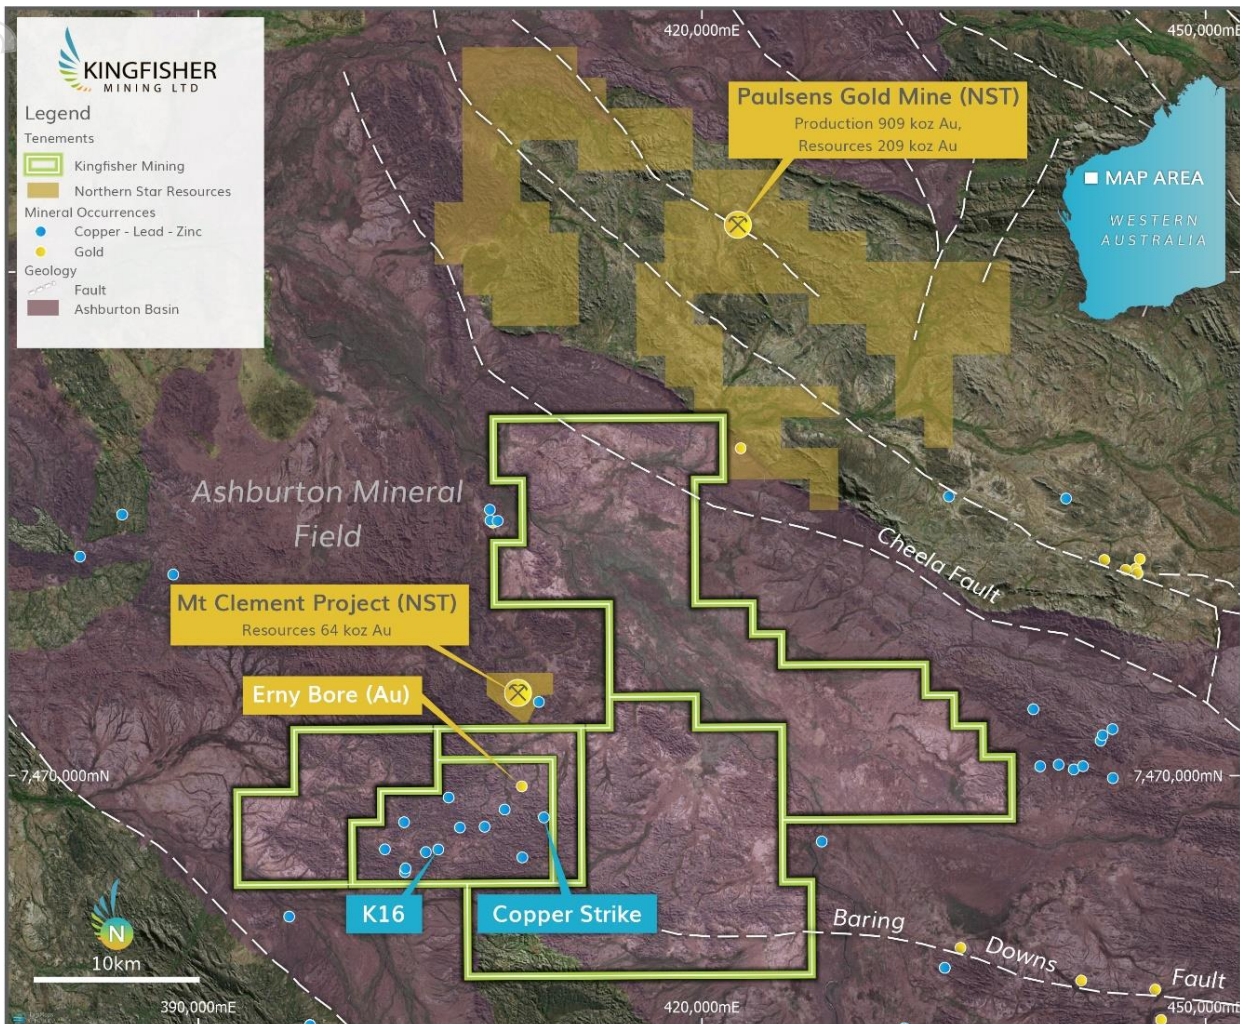 KINGFISHER
MINING LTD
Legend
Tenements
Kingfisher Mining
Northern Star Resources
Mineral Occurrences
Copper - Lead - Zinc
Gold
Geology
Fault
Ashburton Basin
420,000mE
450,000mE
Paulsens Gold Mine (NST)
Production 909 koz Au,
Resources 209 koz Au
MAP AREA
WESTERN
AUSTRALIA
Ashburton Mineral
Field
Cheela Fault
Mt Clement Project (NST)
Resources 64 koz Au
Erny Bore (Au)
7,470,000mN
7,470,000mN
K16
Copper Strike
Baring
Downs
Fault
N
10km
390,000mE
420,000mE
450,000mE